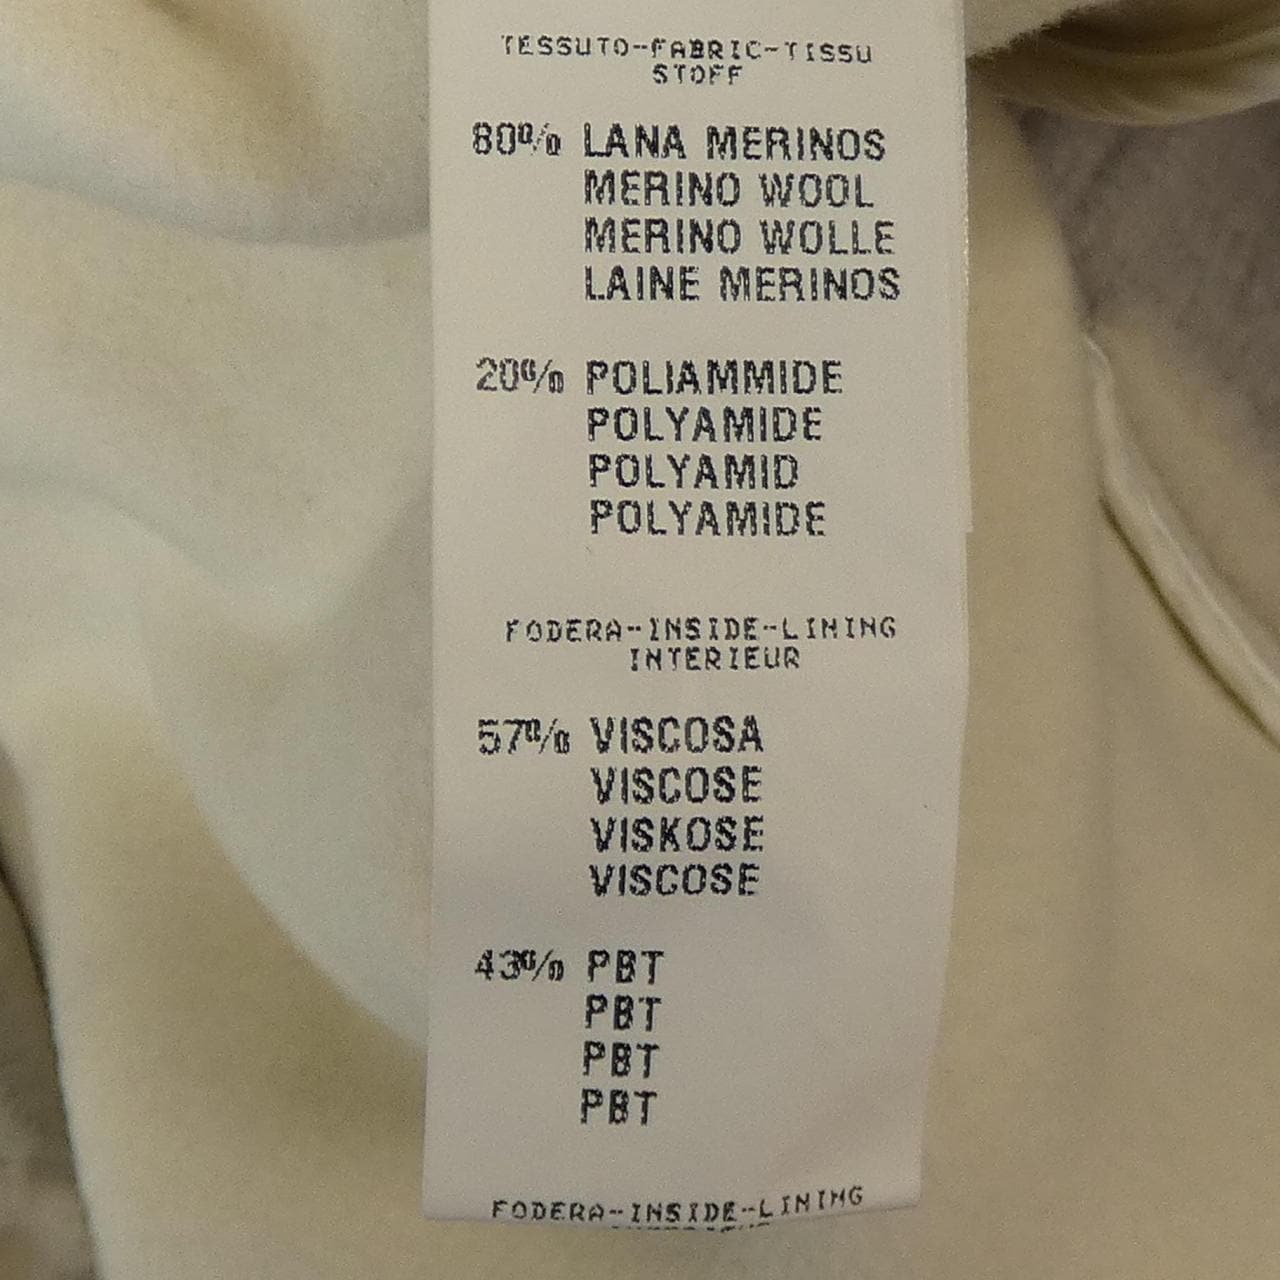 TESSUTO-FABRIC-TISSU
STOFF
80% LANA MERINOS
MERINO WOOL
MERINO WOLLE
LAINE MERINOS
20% POLIAMMIDE
POLYAMIDE
POLYAMID
POLYAMIDE
FODERA-INSIDE-LINING
INTERIEUR
57% VISCOSA
VISCOSE
VISKOSE
VISCOSE
43% PBT
PBT
PBT
PBT
FODERA-INSIDE-LINING